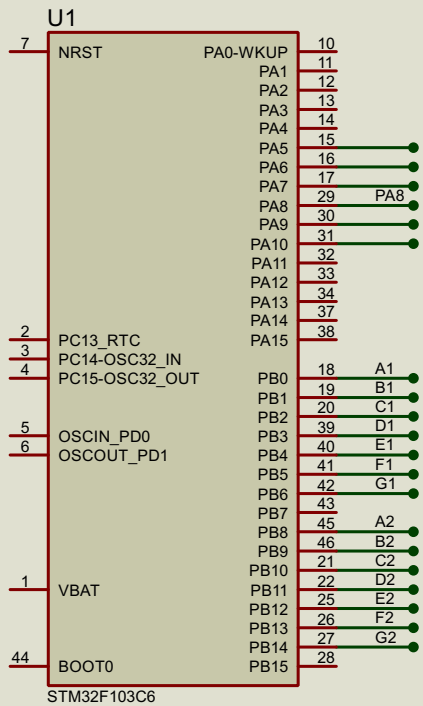 U1
7 NRST PA0-WKUP 10
PA1 11
PA2 12
PA3 13
PA4 14
PA5 15
PA6 16
PA7 17
PA8 29 PA8
PA9 30
PA10 31
PA11 32
PA12 33
PA13 34
PA14 37
2 PC13_RTC PA15 38
3 PC14-OSC32_IN
4 PC15-OSC32_OUT PB0 18 A1
PB1 19 B1
PB2 20 C1
5 OSCIN_PD0 PB3 39 D1
6 OSCOUT_PD1 PB4 40 E1
PB5 41 F1
PB6 42 G1
PB7 43
PB8 45 A2
PB9 46 B2
PB10 21 C2
1 VBAT PB11 22 D2
PB12 25 E2
PB13 26 F2
PB14 27 G2
44 BOOT0 PB15 28
STM32F103C6